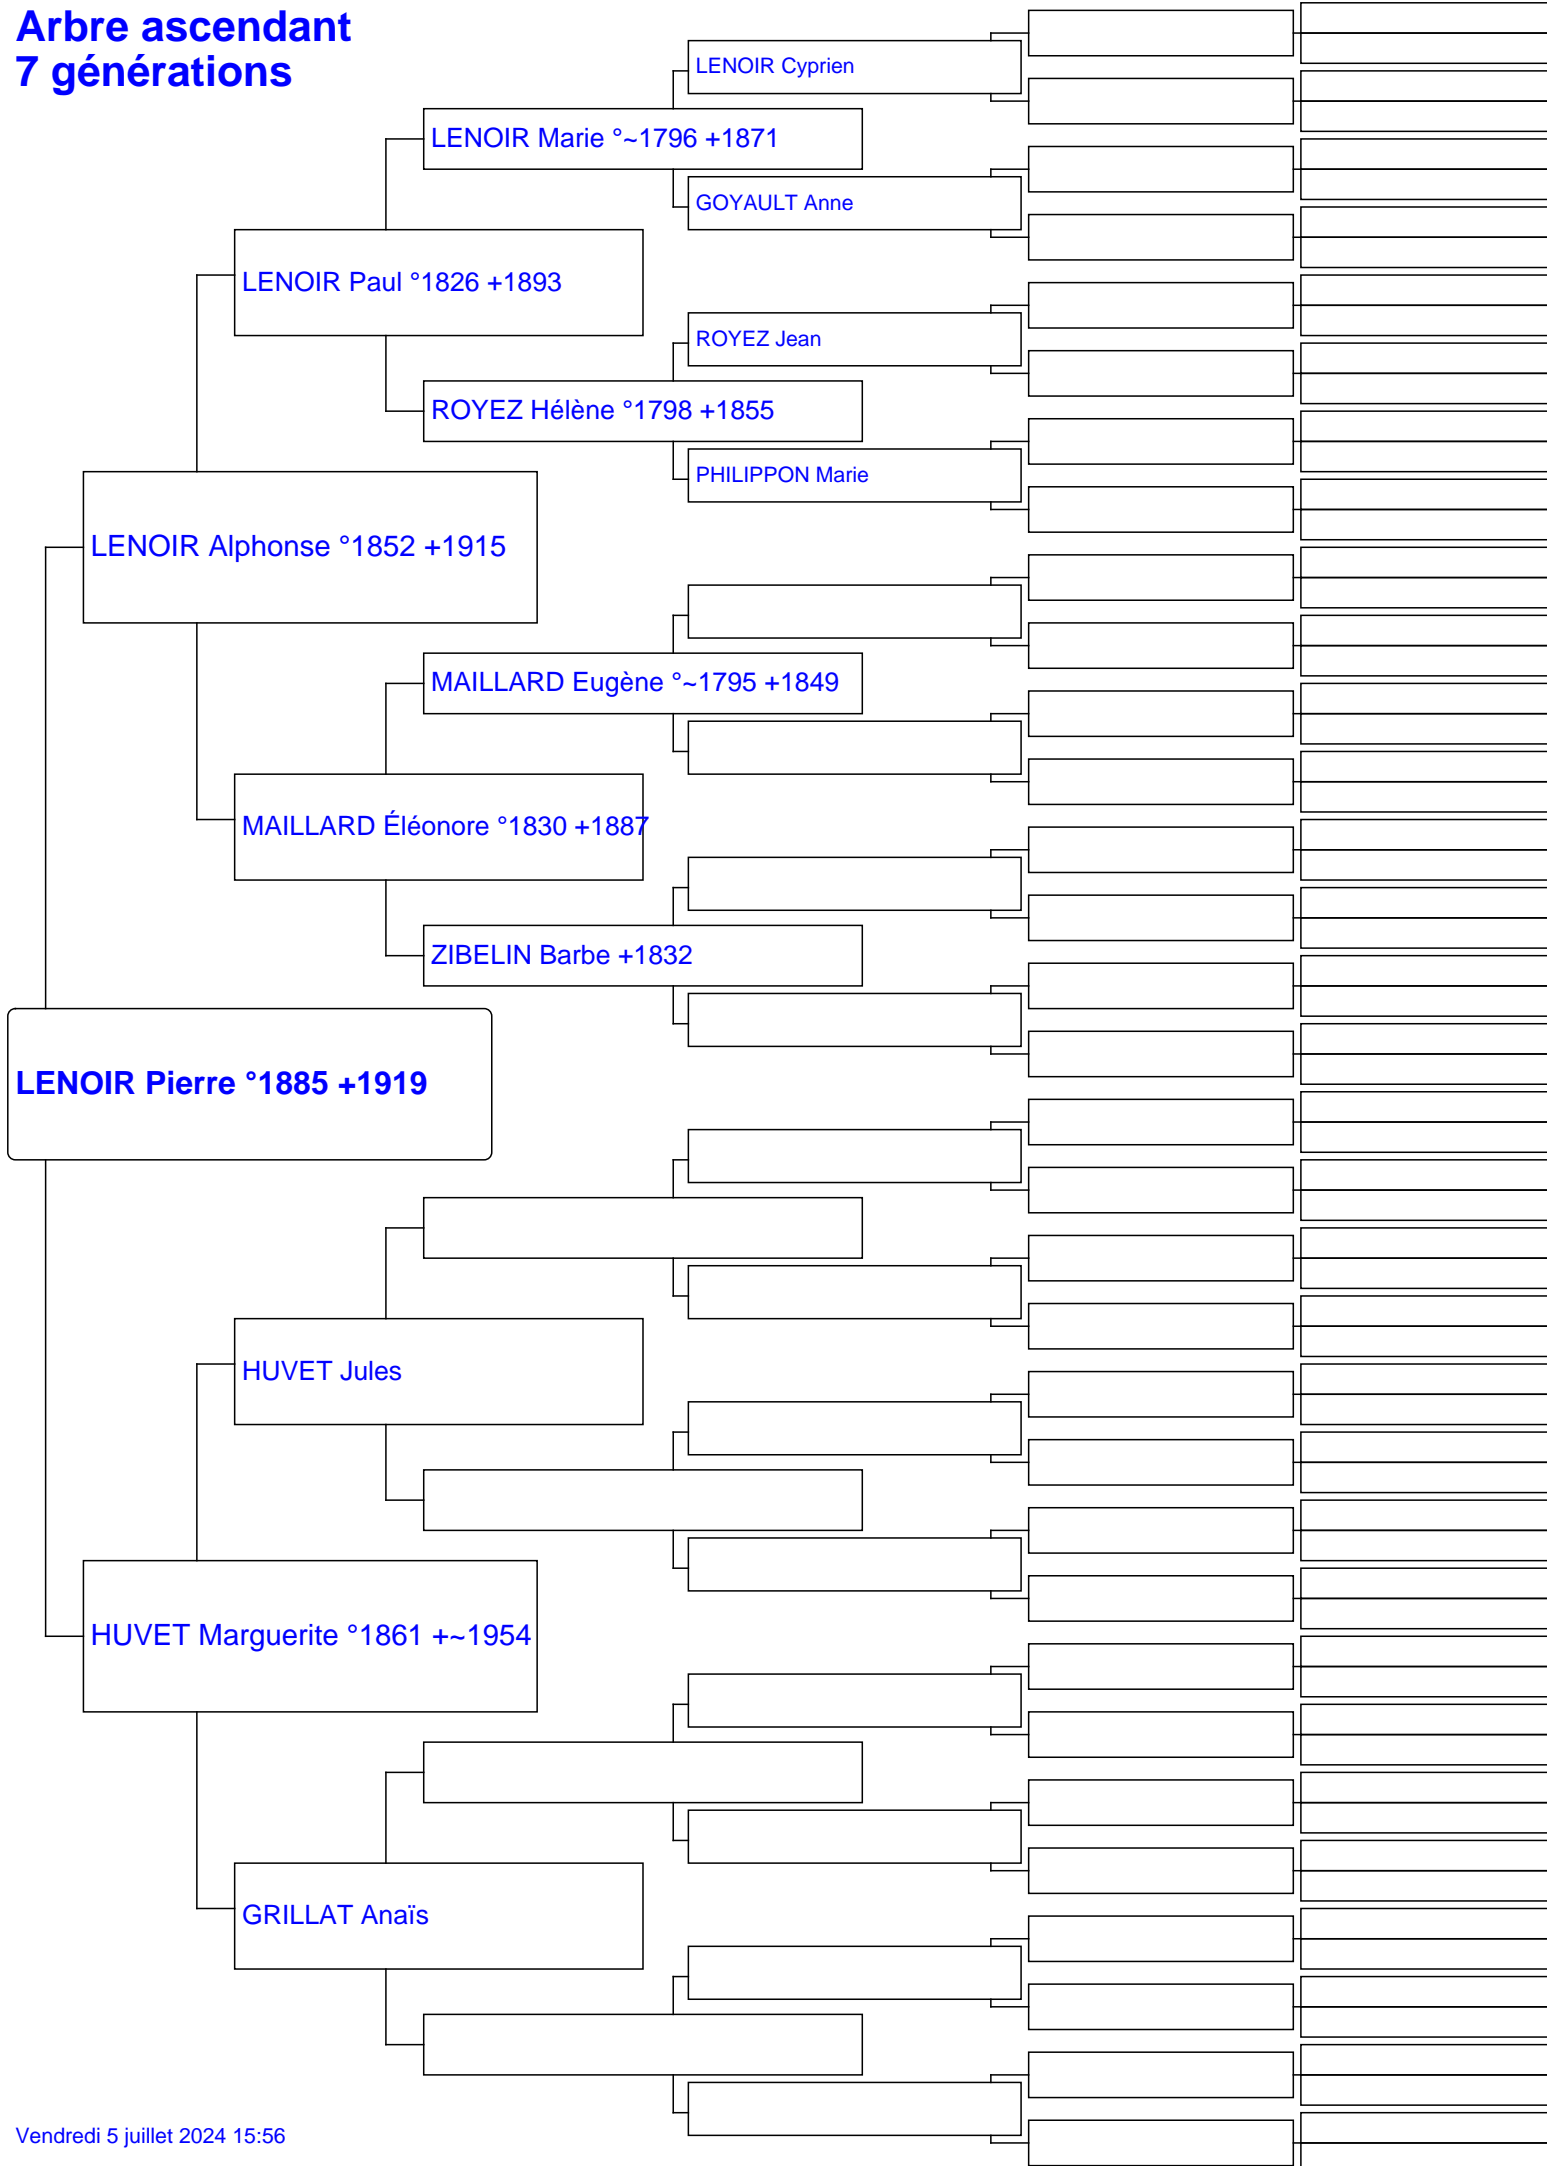 Arbre ascendant
7 générations
LENOIR Cyprien
LENOIR Marie °~1796 +1871
GOYAULT Anne
LENOIR Paul °1826 +1893
ROYEZ Jean
ROYEZ Hélène °1798 +1855
PHILIPPON Marie
LENOIR Alphonse °1852 +1915
MAILLARD Eugène °~1795 +1849
MAILLARD Éléonore °1830 +1887
ZIBELIN Barbe +1832
LENOIR Pierre °1885 +1919
HUVET Jules
HUVET Marguerite °1861 +~1954
GRILLAT Anaïs
Vendredi 5 juillet 2024 15:56